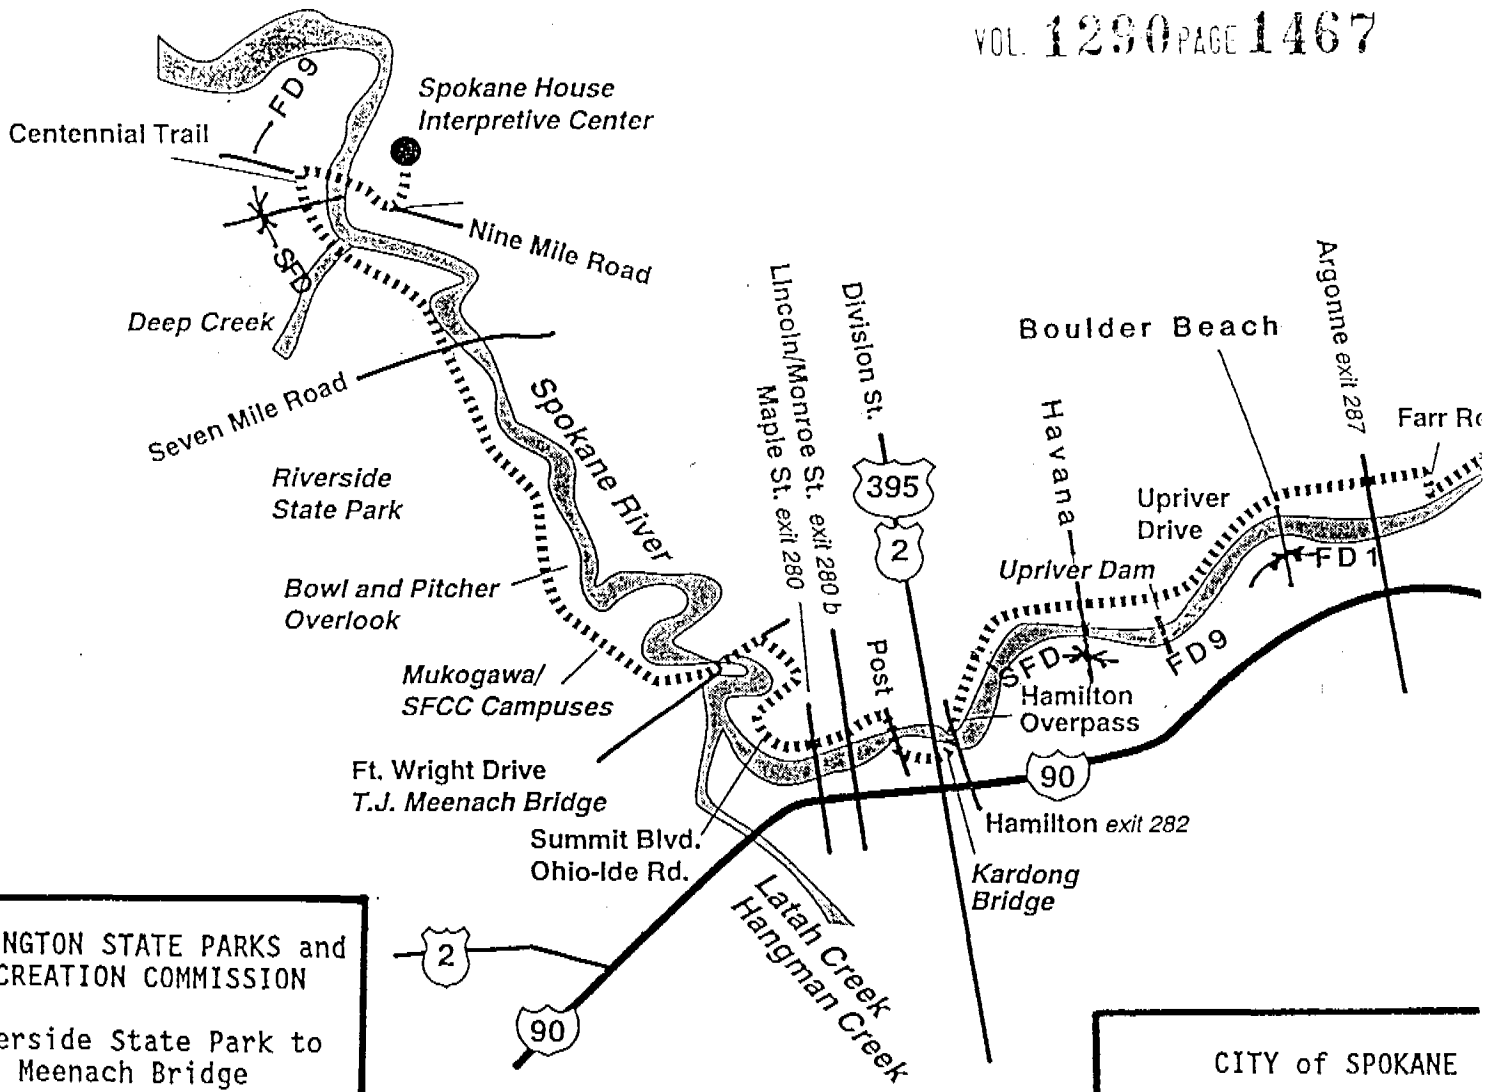 VOL. 1290 PAGE 1467
FD9
Spokane House
Interpretive Center
Centennial Trail
Nine Mile Road
SFD
Deep Creek
Seven Mile Road
Spokane River
Riverside
State Park
Bowl and Pitcher
Overlook
Mukogawa/
SFCC Campuses
Ft. Wright Drive
T.J. Meenach Bridge
Summit Blvd.
Ohio-Ide Rd.
Lincoln/Monroe St. exit 280 b
Maple St. exit 280
Division St.
395
2
Post
Havana
Boulder Beach
Argonne exit 287
Farr
Upriver
Drive
Upriver Dam
FD1
SFD
FD9
Hamilton
Overpass
90
Hamilton exit 282
Kardong
Bridge
Latah Creek
Hangman Creek
2
90
INGTON STATE PARKS and
CREATION COMMISSION
erside State Park to
Meenach Bridge
CITY of SPOKANE